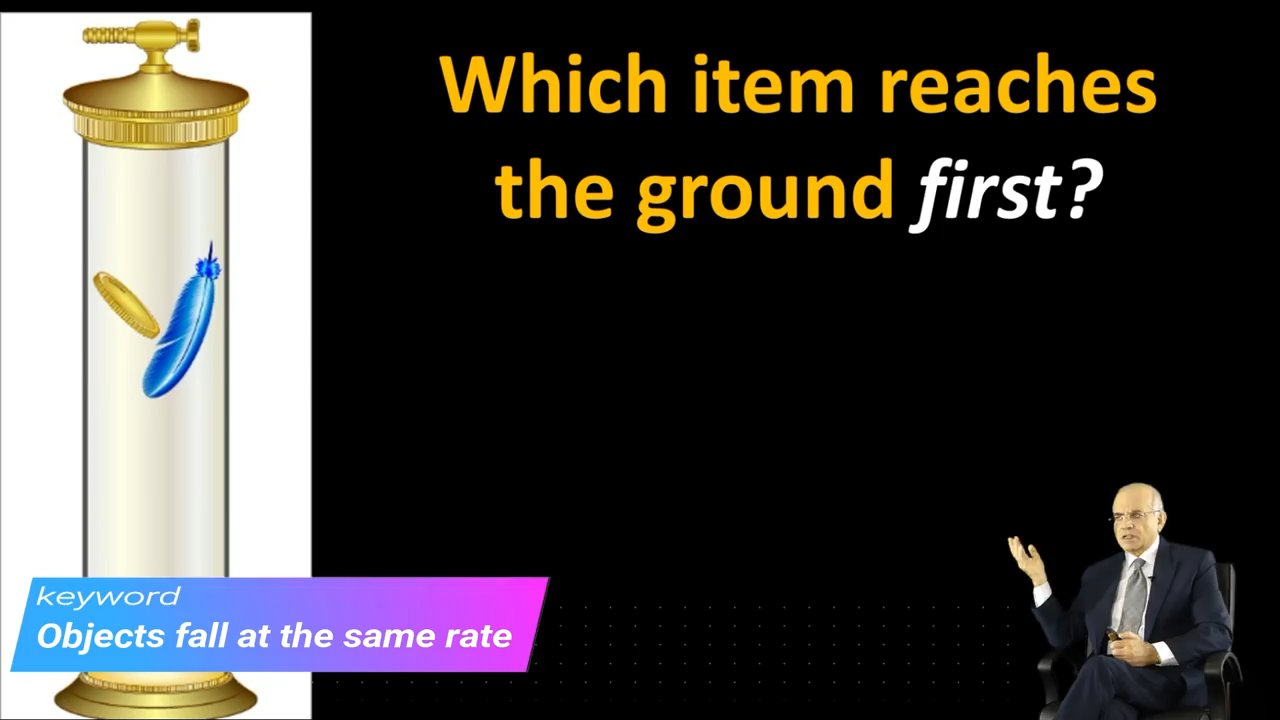 Which item reaches
the ground first?
keyword
Objects fall at the same rate